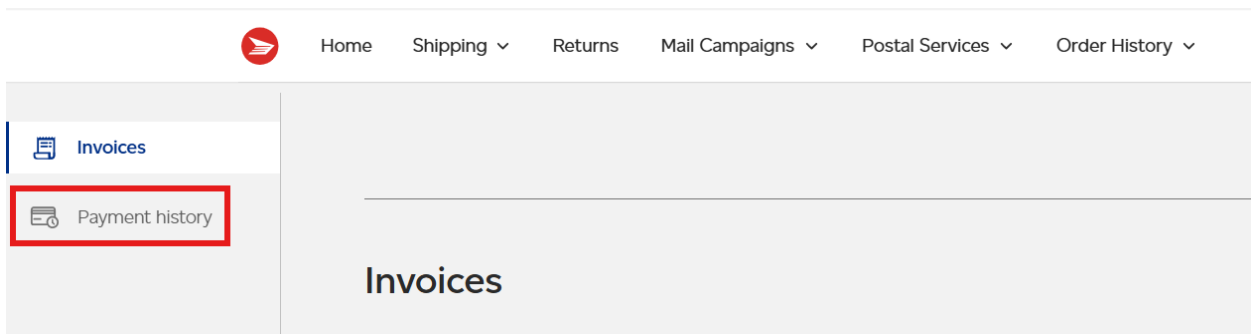 Home Shipping Returns Mail Campaigns Postal Services Order History
Invoices
Payment history
Invoices